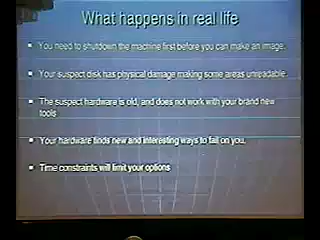 What happens in real life
You need to shutdown the machine first before you can make an image.
Your suspect disk has physical damage making some areas unreadable.
The suspect hardware is old, and does not work with your brand new
tools
Your hardware finds new and interesting ways to fail on you.
Time constraints will limit your options